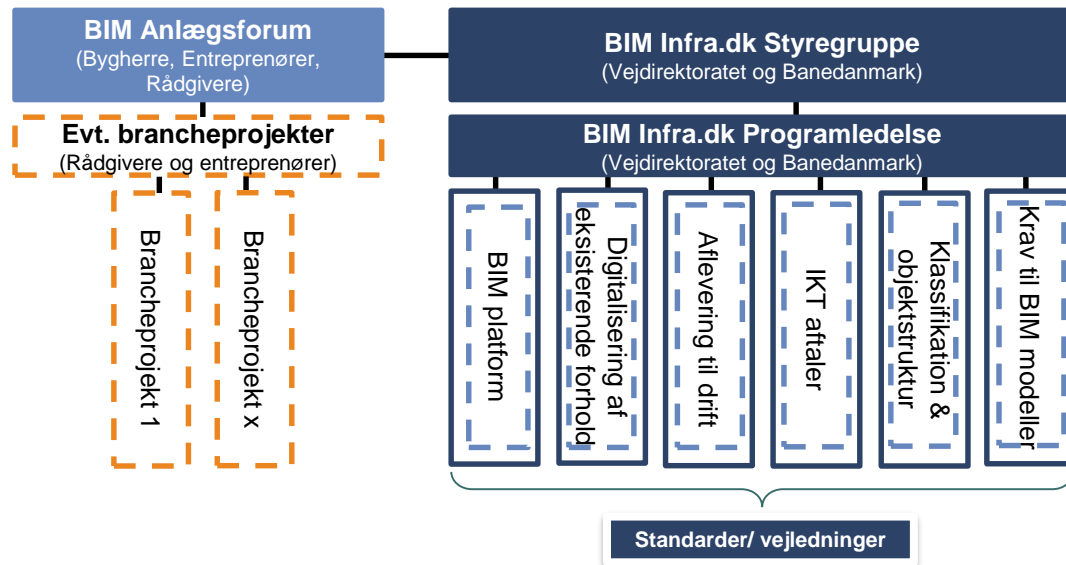 BIM Anlægsforum
(Bygherre, Entreprenører,
Rådgivere)
BIM Infra.dk Styregruppe
(Vejdirektoratet og Banedanmark)
Evt. brancheprojekter
(Rådgivere og entreprenører)
BIM Infra.dk Programledelse
(Vejdirektoratet og Banedanmark)
Brancheprojekt 1
Brancheprojekt x
BIM platform
Digitalisering af
eksisterende forhold
Aflevering til drift
IKT aftaler
Klassifikation &
objektstruktur
Krav til BIM modeller
Standarder/ vejledninger